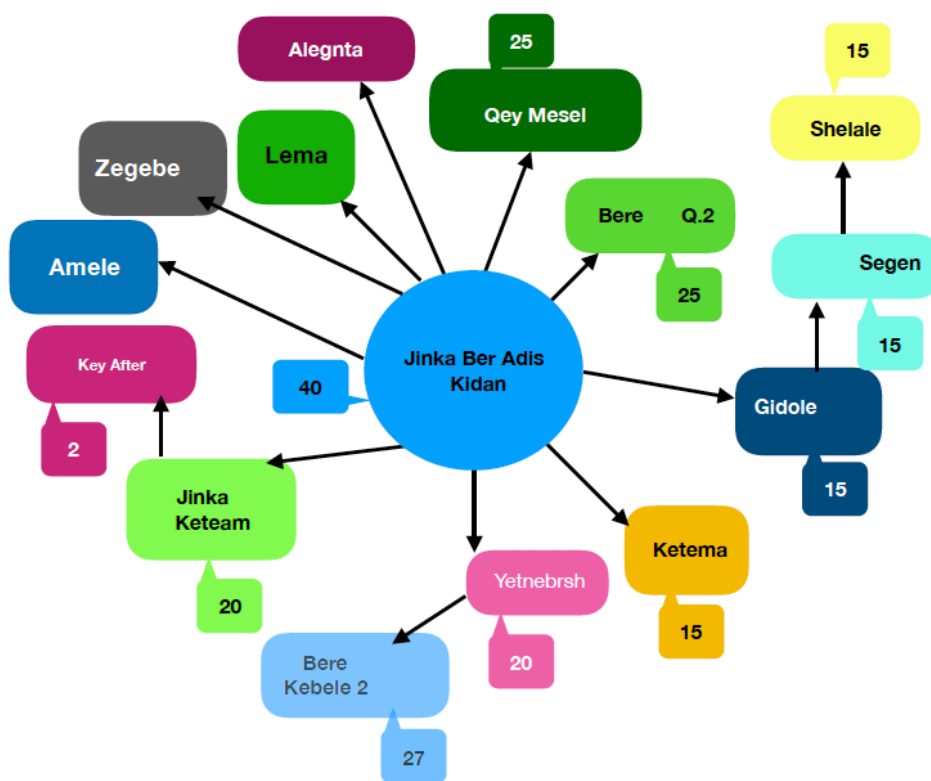 Alegnta
25
Qey Mesel
15
Shelale
Zegebe
Lema
Bere Q.2
25
Amele
Segen
15
Key After
2
Jinka Ber Adis
Kidan
40
Gidole
15
Jinka
Keteam
20
Ketema
15
Yetnebrsh
20
Bere
Kebele 2
27